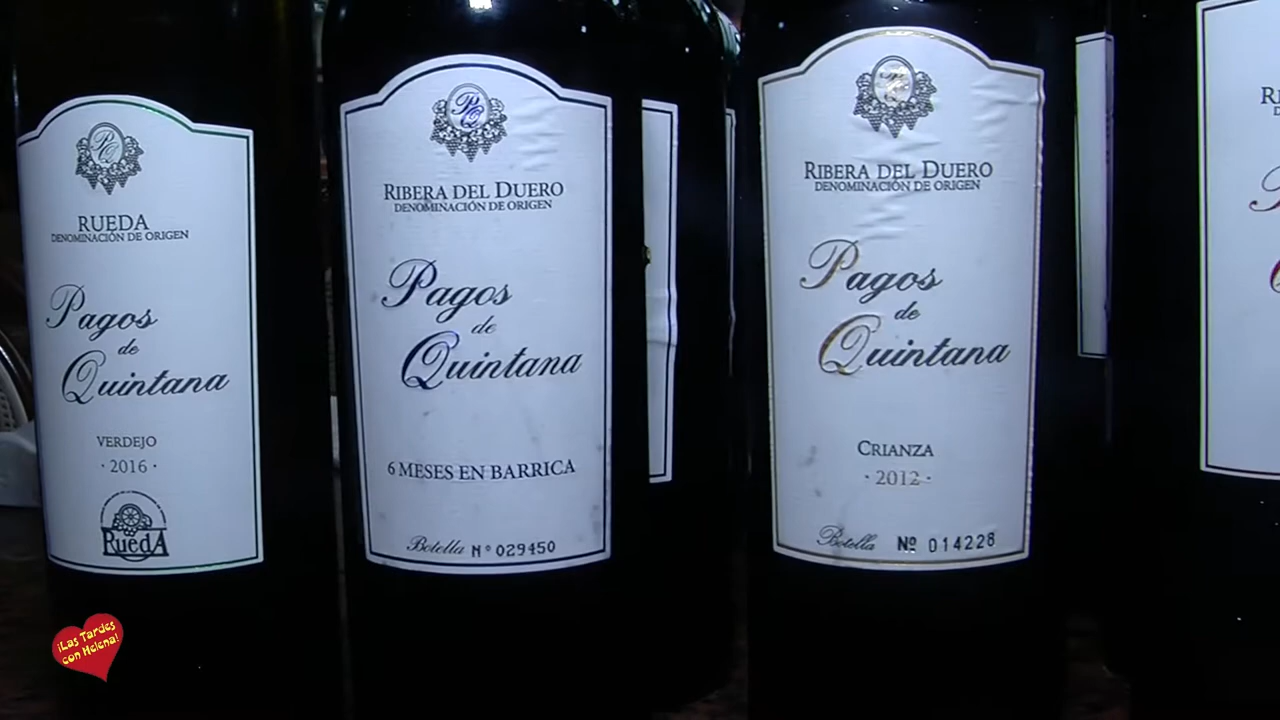 PQ
RUEDA
DENOMINACIÓN DE ORIGEN
Pagos
de
Quintana
VERDEJO
· 2016 ·
RuedA
PQ
RIBERA DEL DUERO
DENOMINACIÓN DE ORIGEN
Pagos
de
Quintana
6 MESES EN BARRICA
Botella Nº 029450
RIBERA DEL DUERO
DENOMINACIÓN DE ORIGEN
Pagos
de
Quintana
CRIANZA
· 2012 ·
Botella Nº 014228
¡Las Tardes
con Helena!